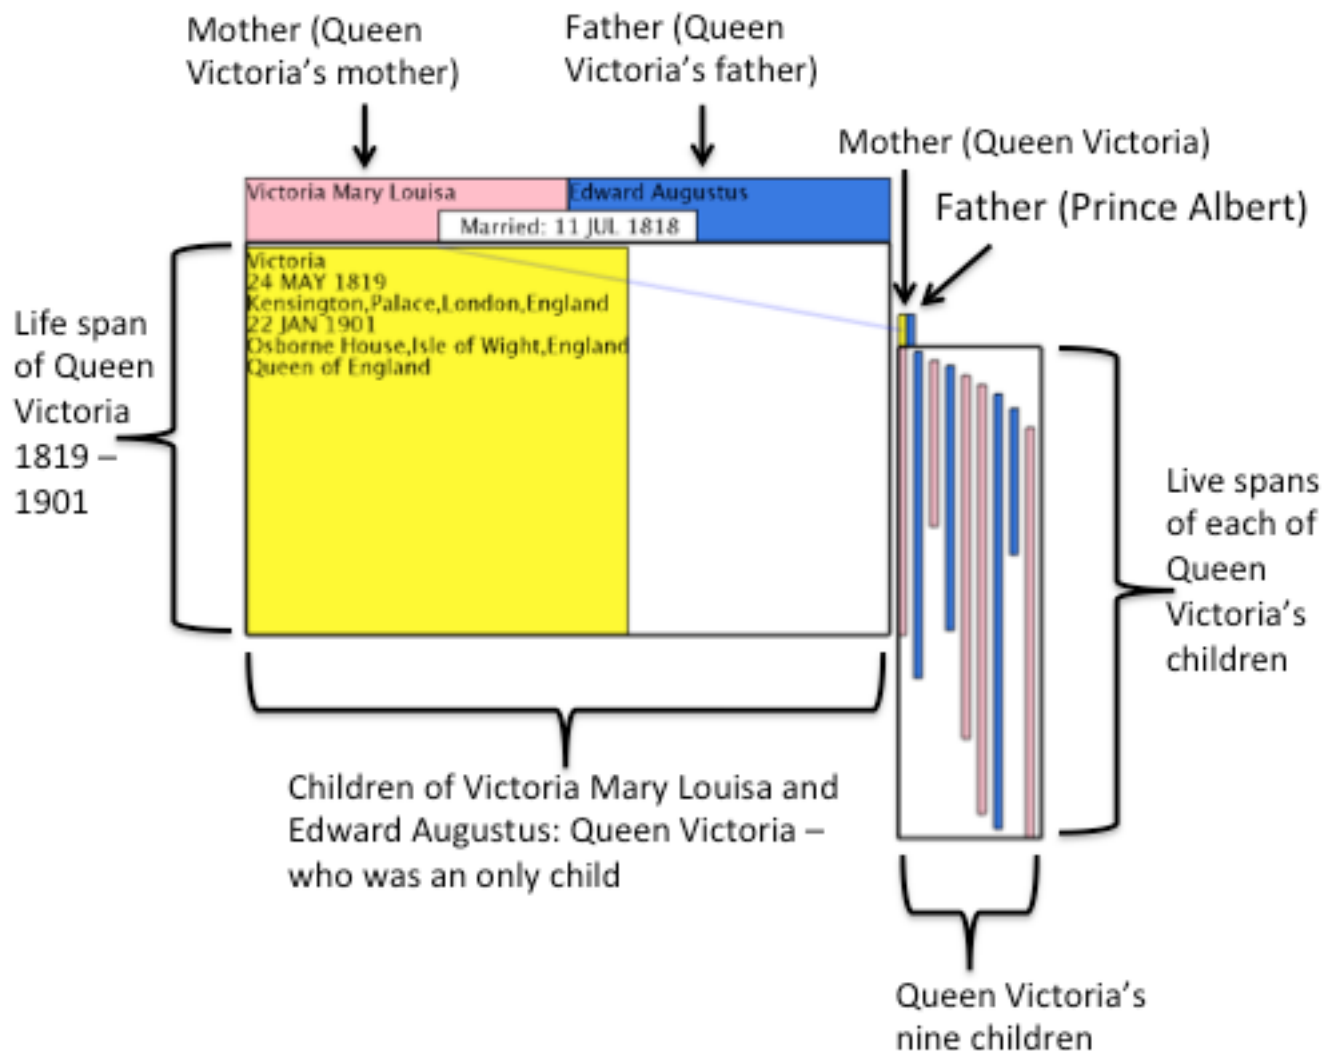 Mother (Queen
Victoria's mother)
Father (Queen
Victoria's father)
Mother (Queen Victoria)
Father (Prince Albert)
Victoria Mary Louisa
Edward Augustus
Married: 11 JUL 1818
Victoria
24 MAY 1819
Kensington,Palace,London,England
22 JAN 1901
Osborne House,Isle of Wight,England
Queen of England
Life span
of Queen
Victoria
1819 –
1901
Live spans
of each of
Queen
Victoria's
children
Children of Victoria Mary Louisa and
Edward Augustus: Queen Victoria –
who was an only child
Queen Victoria's
nine children